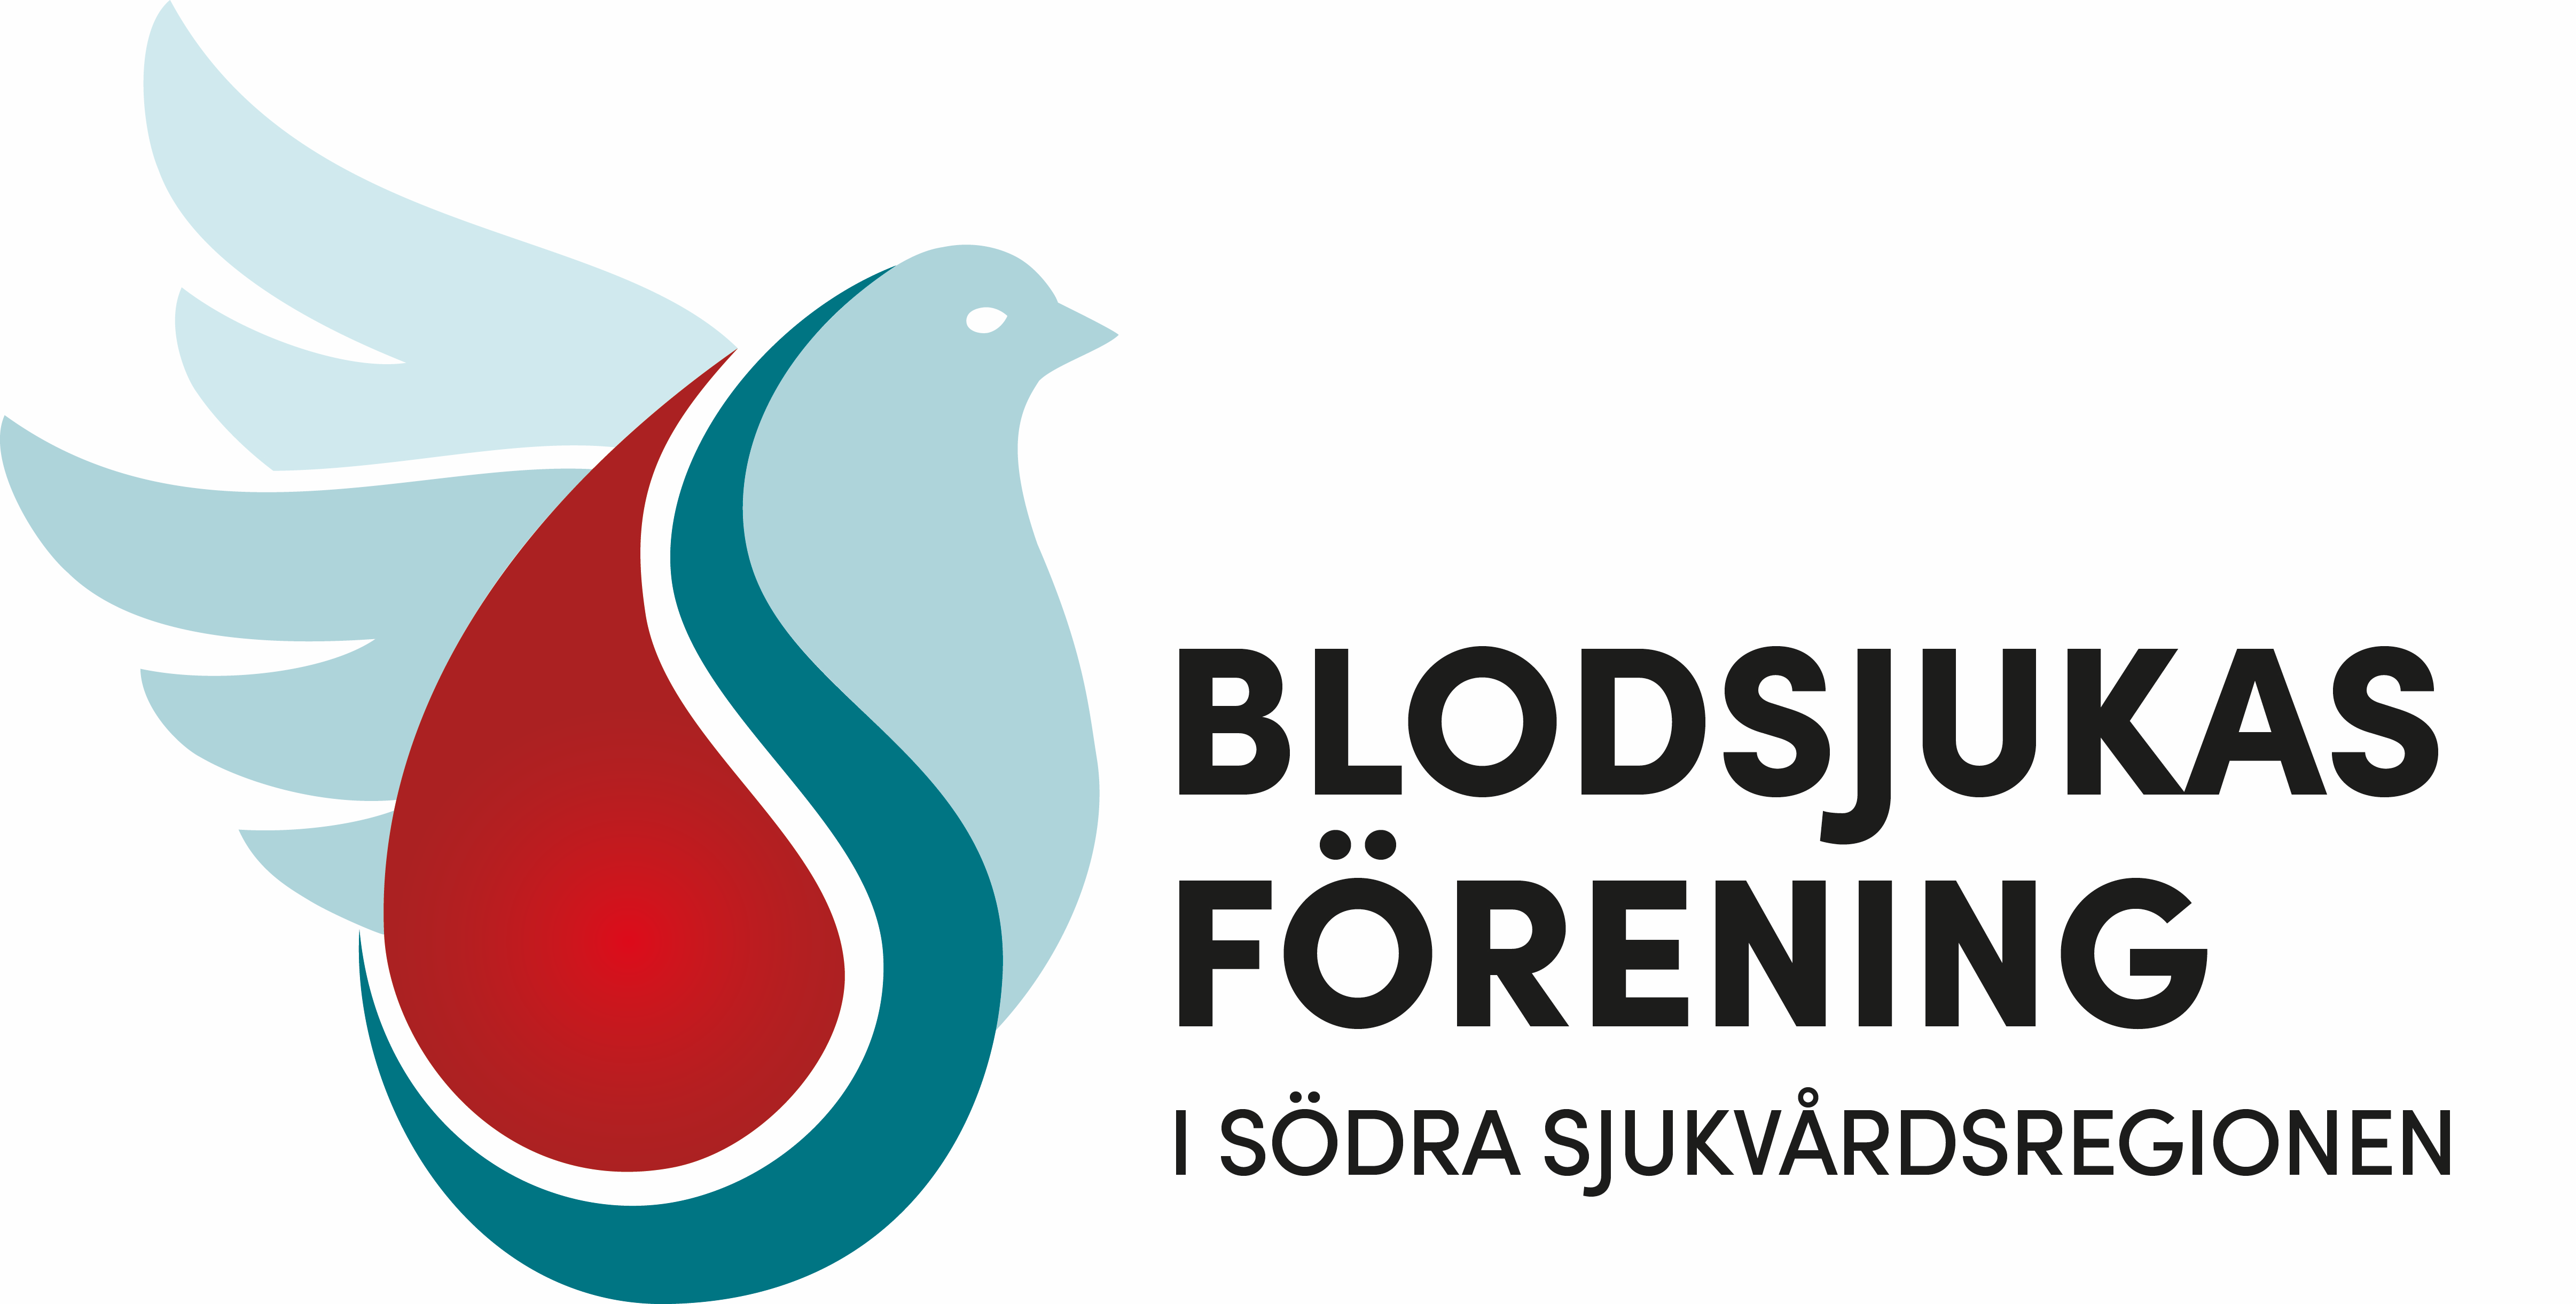 BLODSJUKAS
FÖRENING
I SÖDRA SJUKVÅRDSREGIONEN